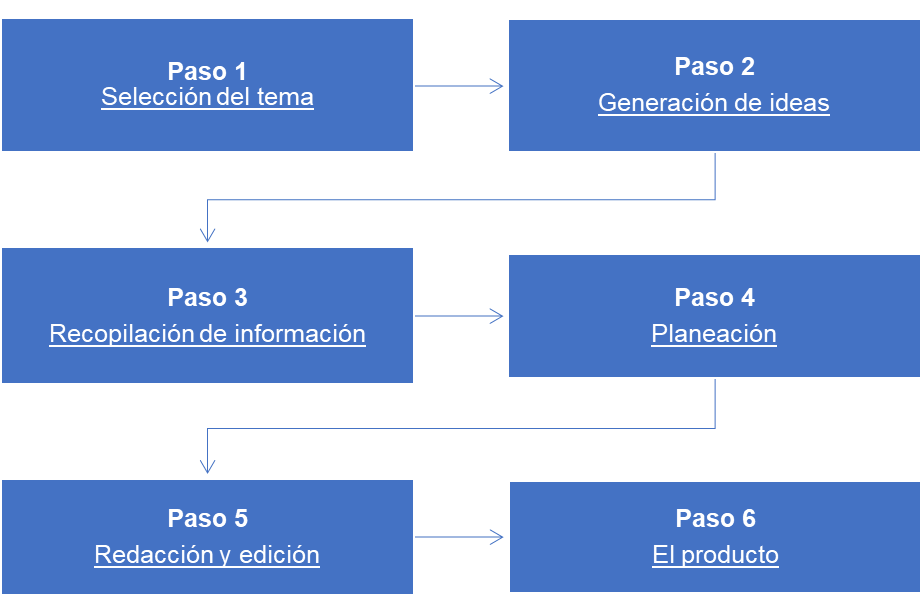 Paso 1
Selección del tema
Paso 2
Generación de ideas
Paso 3
Recopilación de información
Paso 4
Planeación
Paso 5
Redacción y edición
Paso 6
El producto